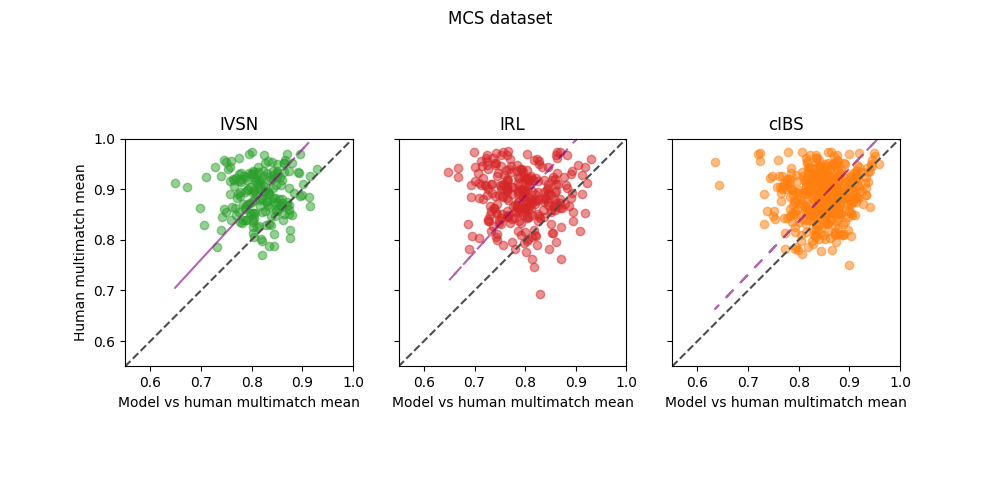 MCS dataset
IVSN
IRL
cIBS
Human multimatch mean
1.0
0.9
0.8
0.7
0.6
0.6 0.7 0.8 0.9 1.0
0.6 0.7 0.8 0.9 1.0
0.6 0.7 0.8 0.9 1.0
Model vs human multimatch mean
Model vs human multimatch mean
Model vs human multimatch mean